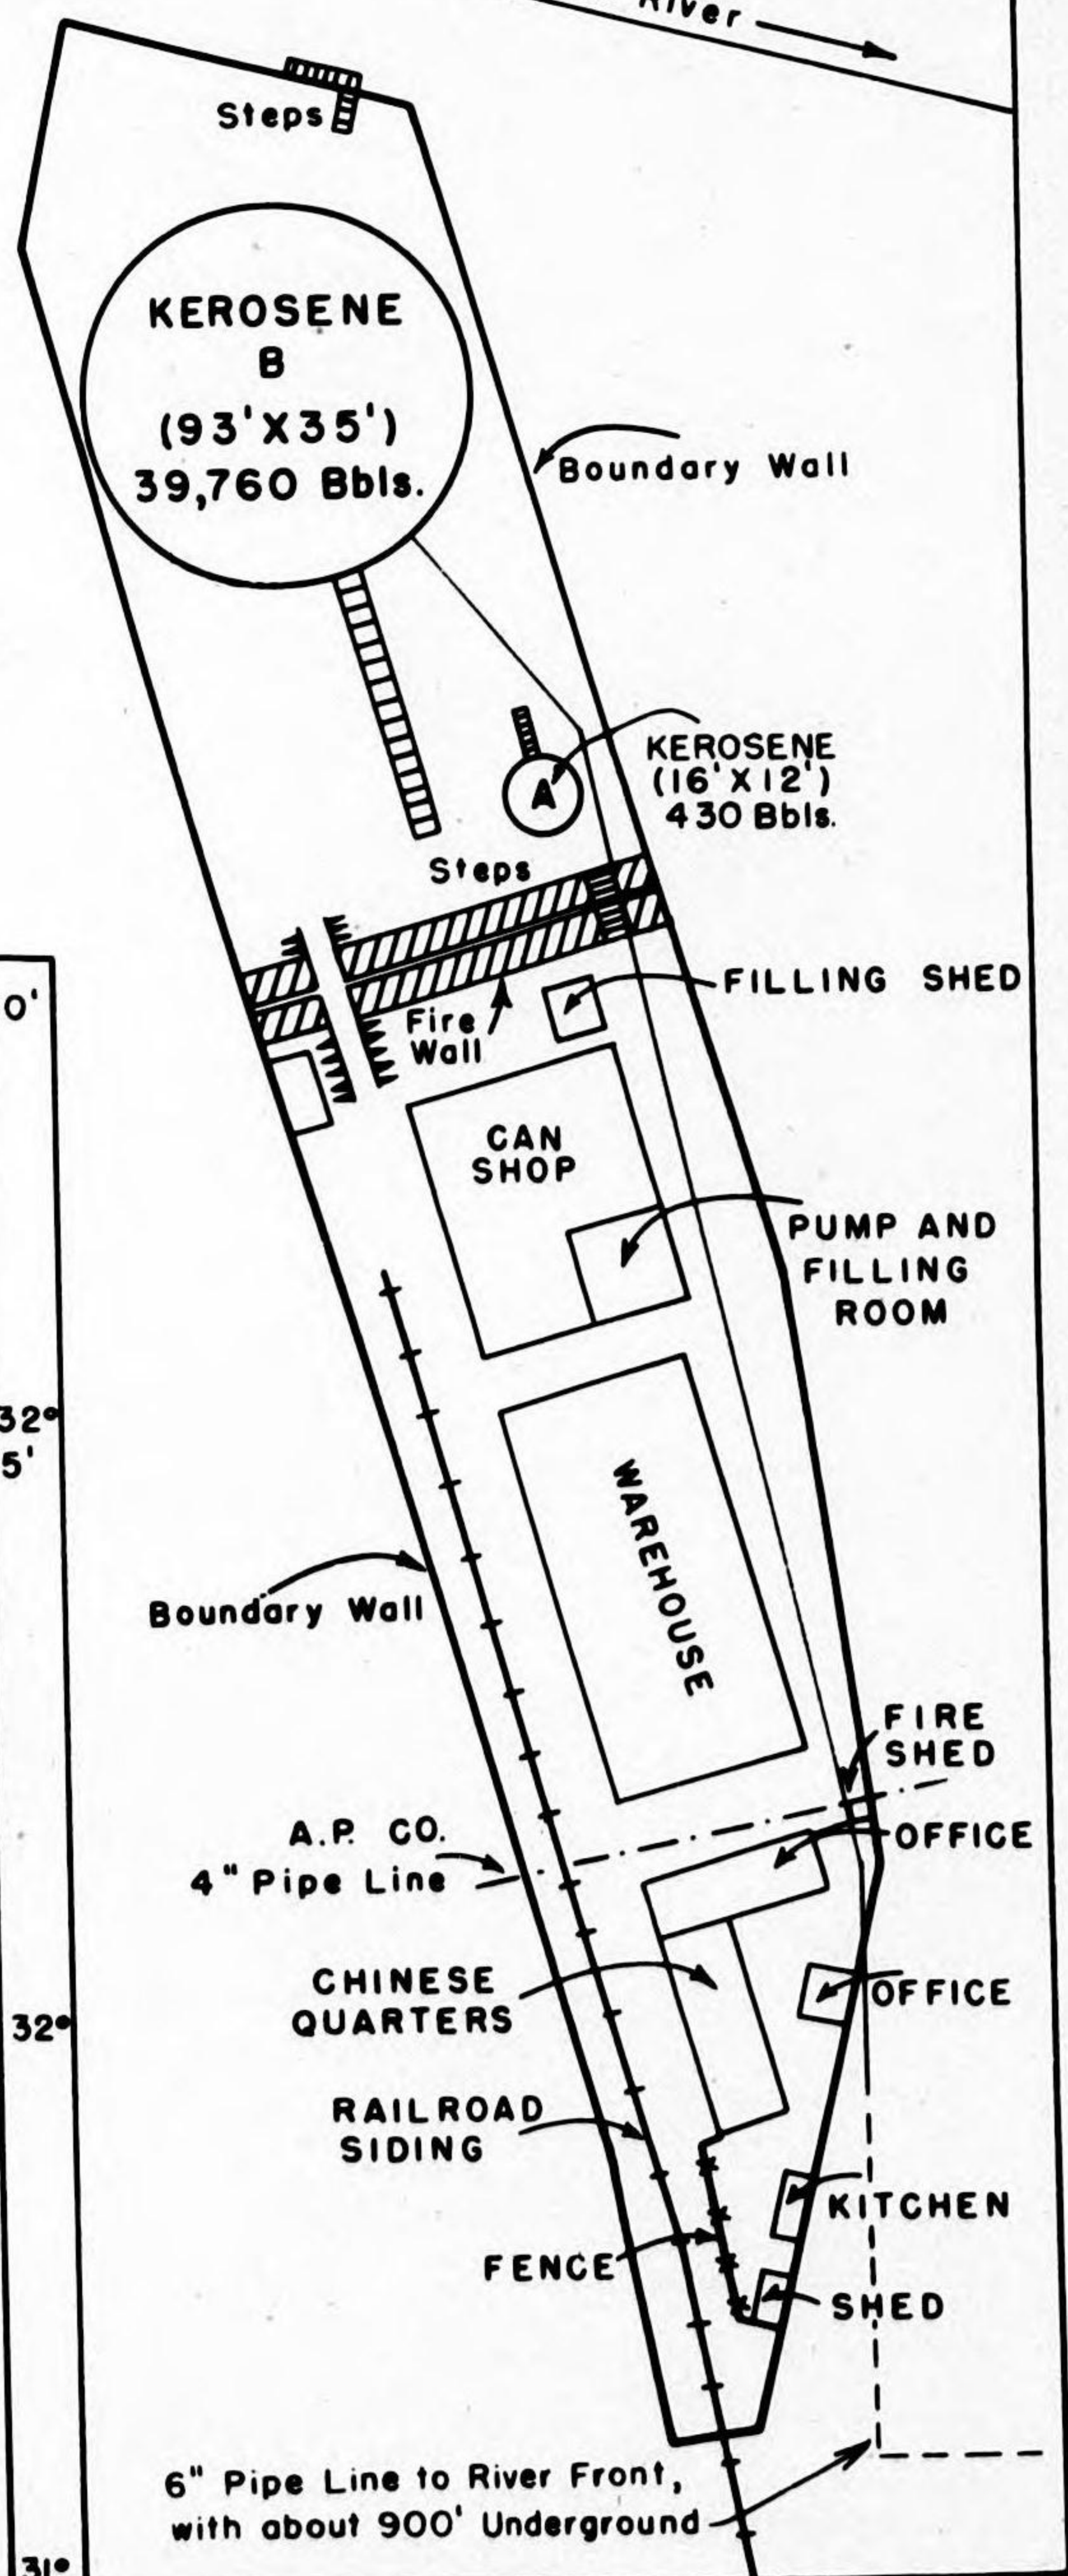 River
Steps
KEROSENE
B
(93'X35')
39,760 Bbls.
Boundary Wall
KEROSENE
(16'X12')
430 Bbls.
A
Steps
0'
FILLING SHED
Fire
Wall
CAN
SHOP
PUMP AND
FILLING
ROOM
32°
5'
WAREHOUSE
Boundary Wall
FIRE
SHED
A.P. CO.
4" Pipe Line
OFFICE
CHINESE
QUARTERS
OFFICE
32°
RAILROAD
SIDING
KITCHEN
FENCE
SHED
6" Pipe Line to River Front,
with about 900' Underground
31°